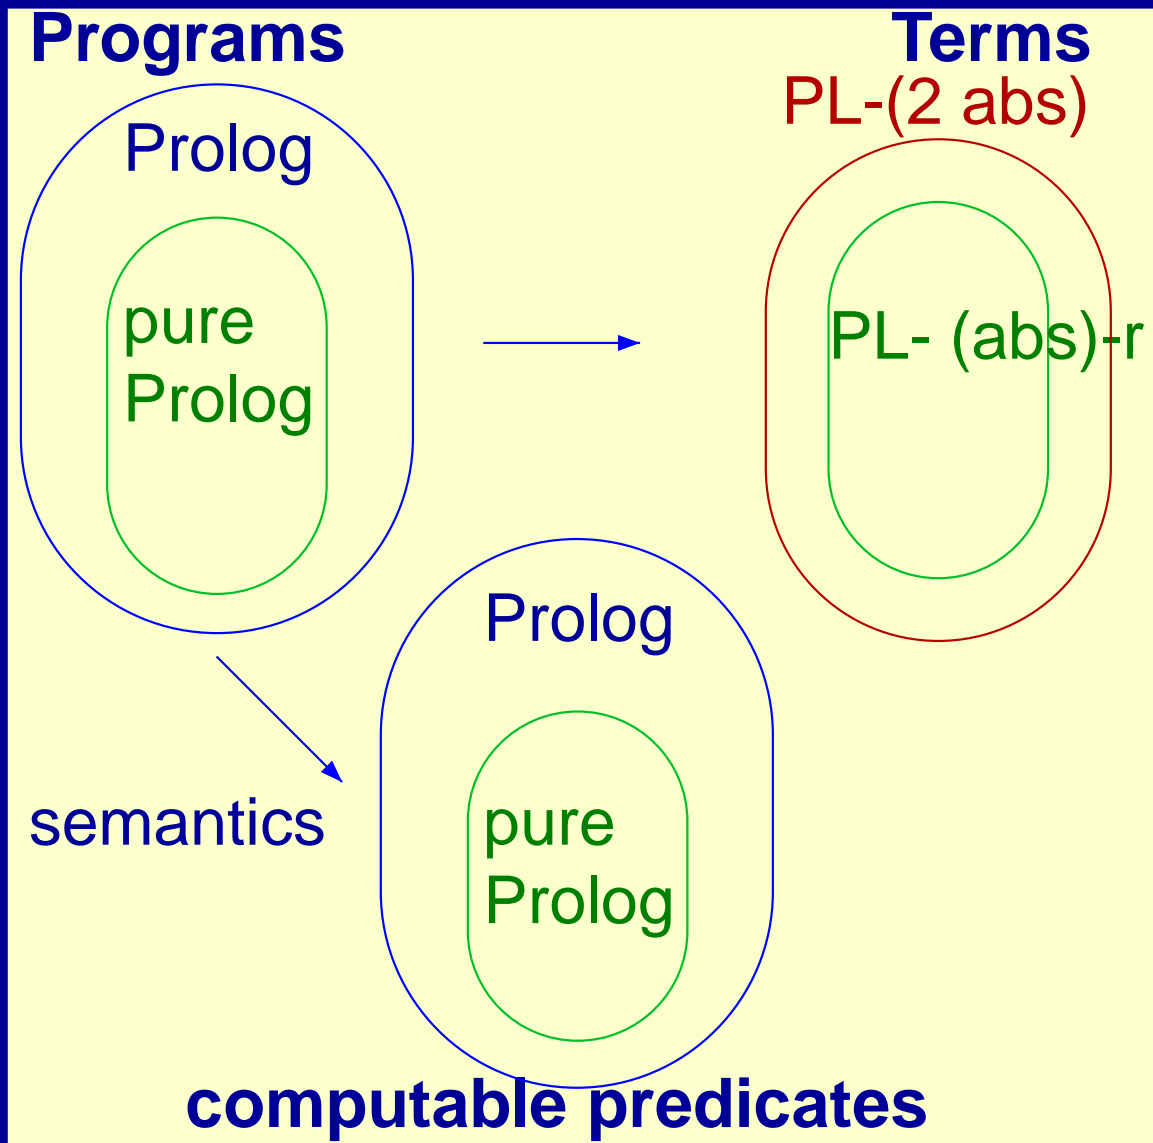 Programs
Terms
PL-(2 abs)
Prolog
pure
Prolog
PL- (abs)-r
Prolog
semantics
pure
Prolog
computable predicates